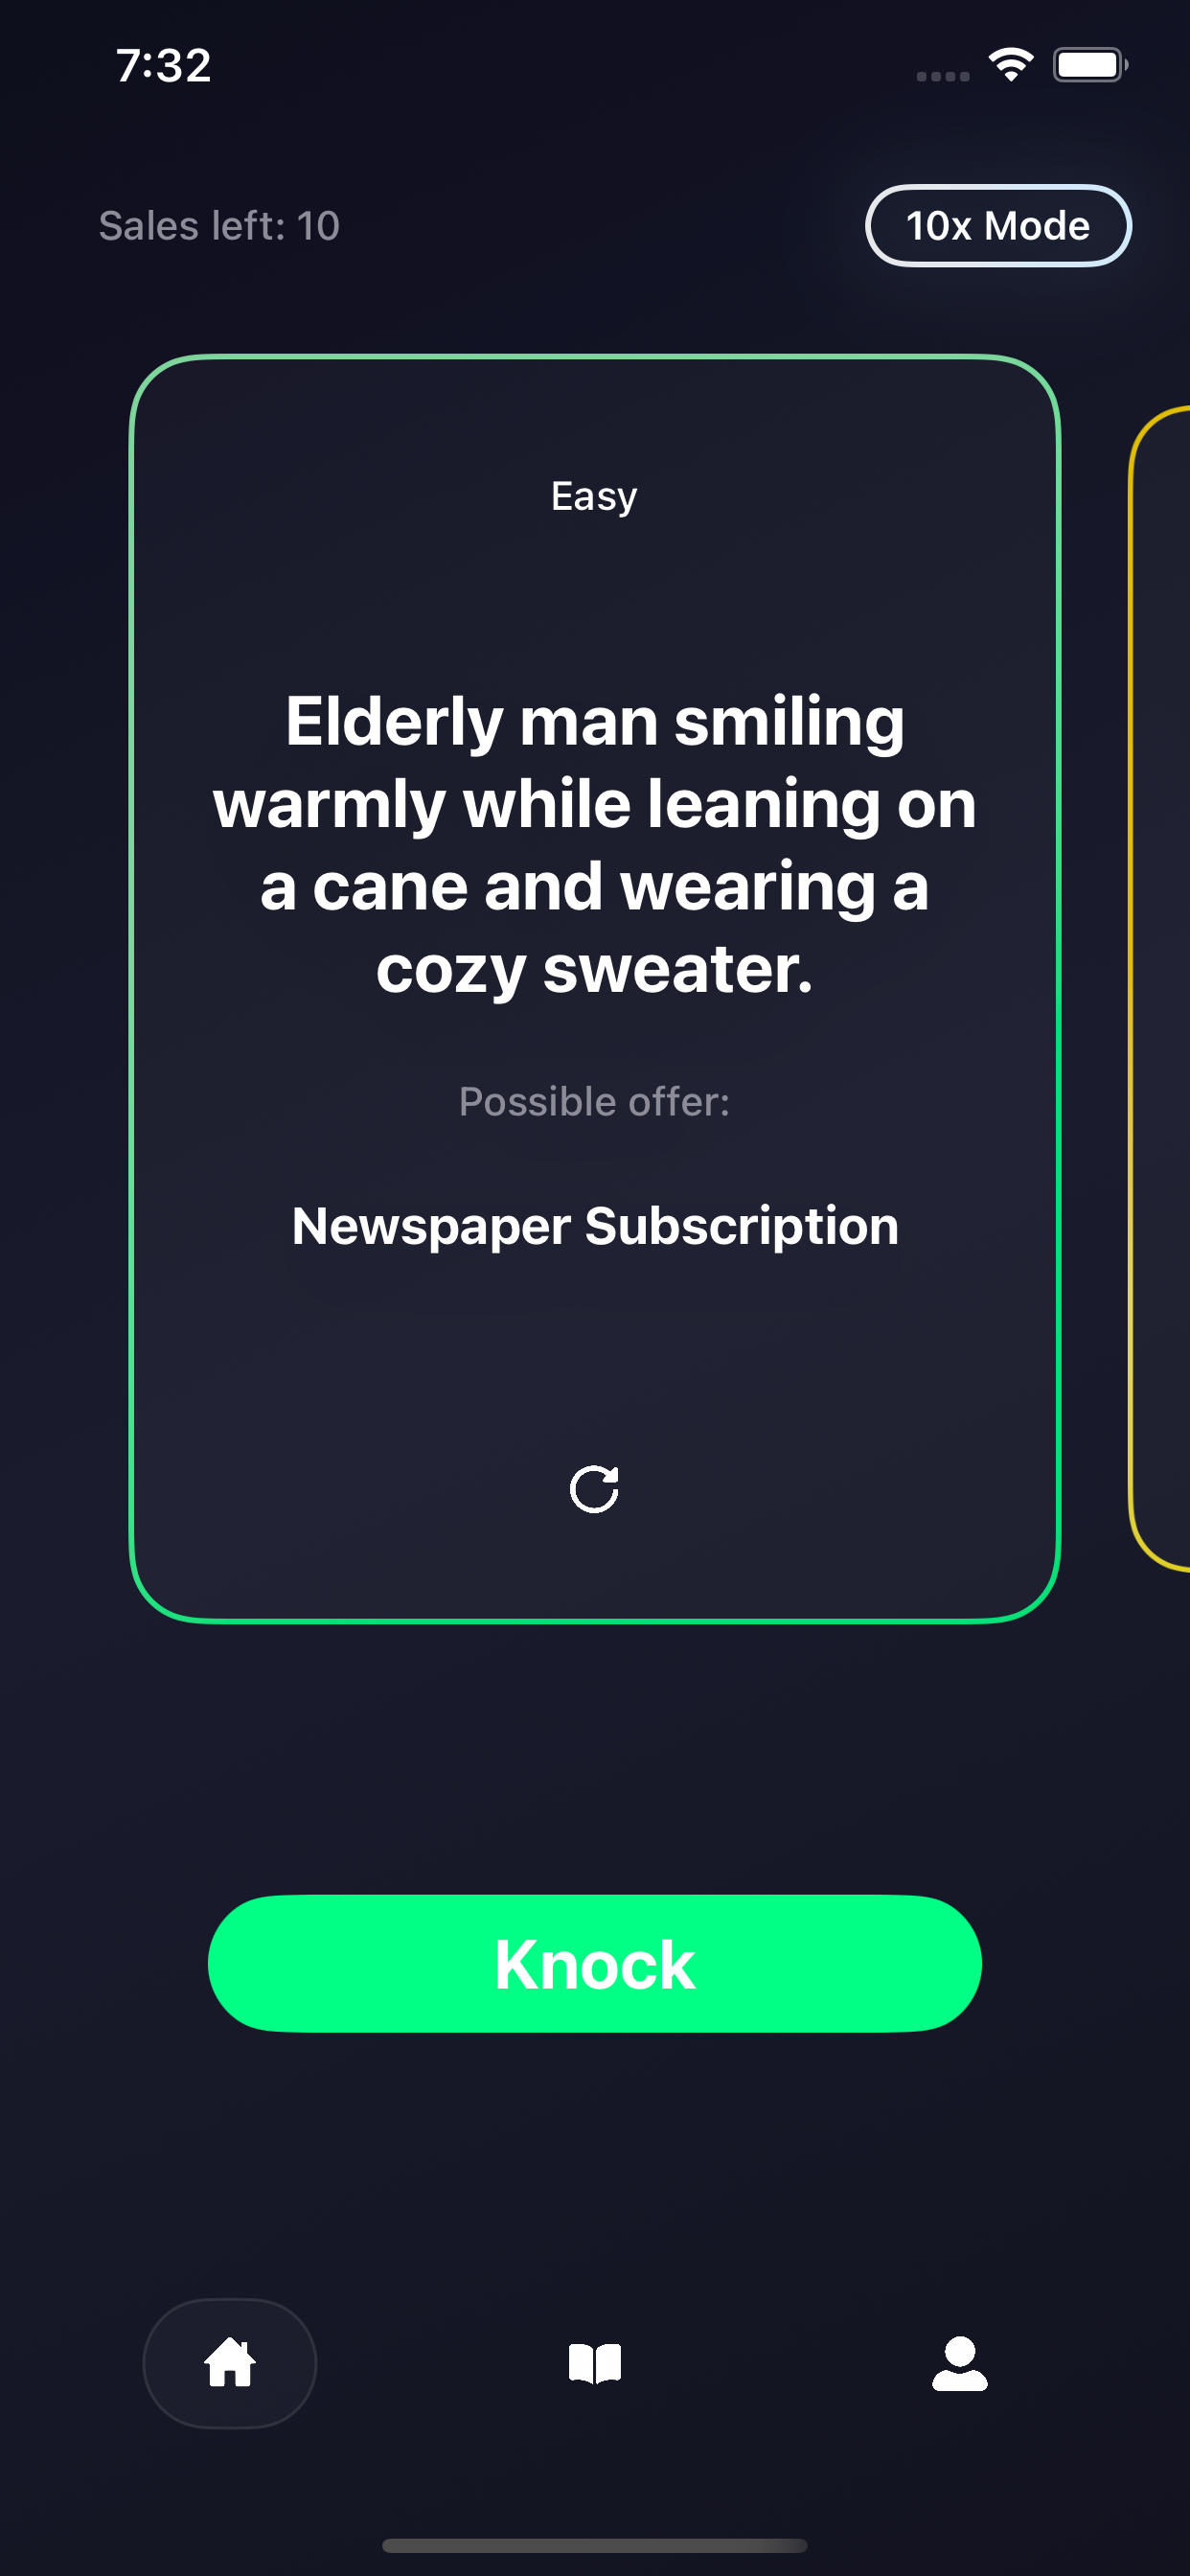 7:32
Sales left: 10
10x Mode
Easy
Elderly man smiling
warmly while leaning on
a cane and wearing a
cozy sweater.
Possible offer:
Newspaper Subscription
Knock